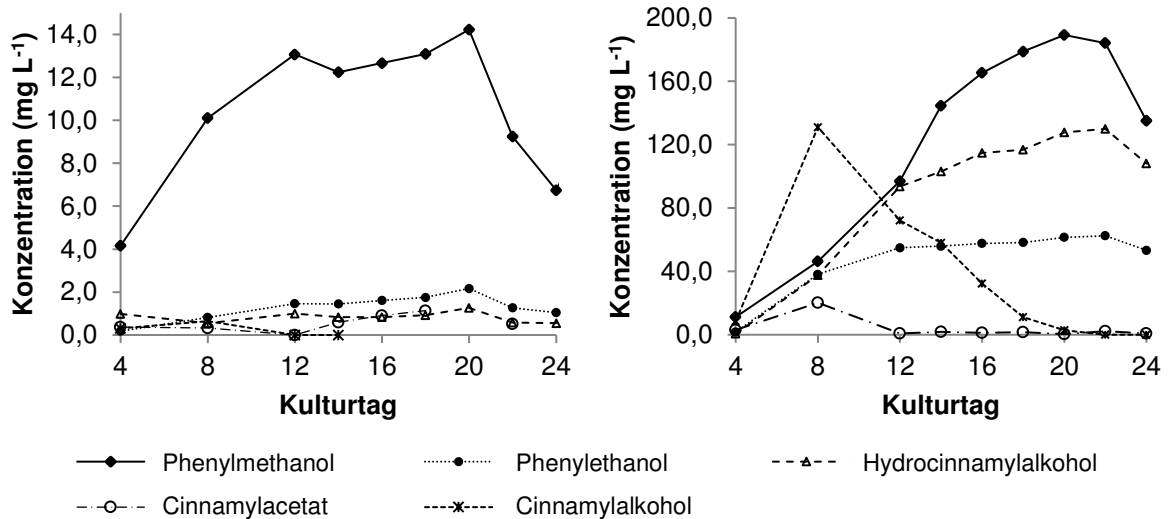 Konzentration (mg L-1)
14,0
12,0
10,0
8,0
6,0
4,0
2,0
0,0
4 8 12 16 20 24
Kulturtag
Konzentration (mg L-1)
200,0
160,0
120,0
80,0
40,0
0,0
4 8 12 16 20 24
Kulturtag
Phenylmethanol Phenylethanol Hydrocinnamylalkohol
Cinnamylacetat Cinnamylalkohol